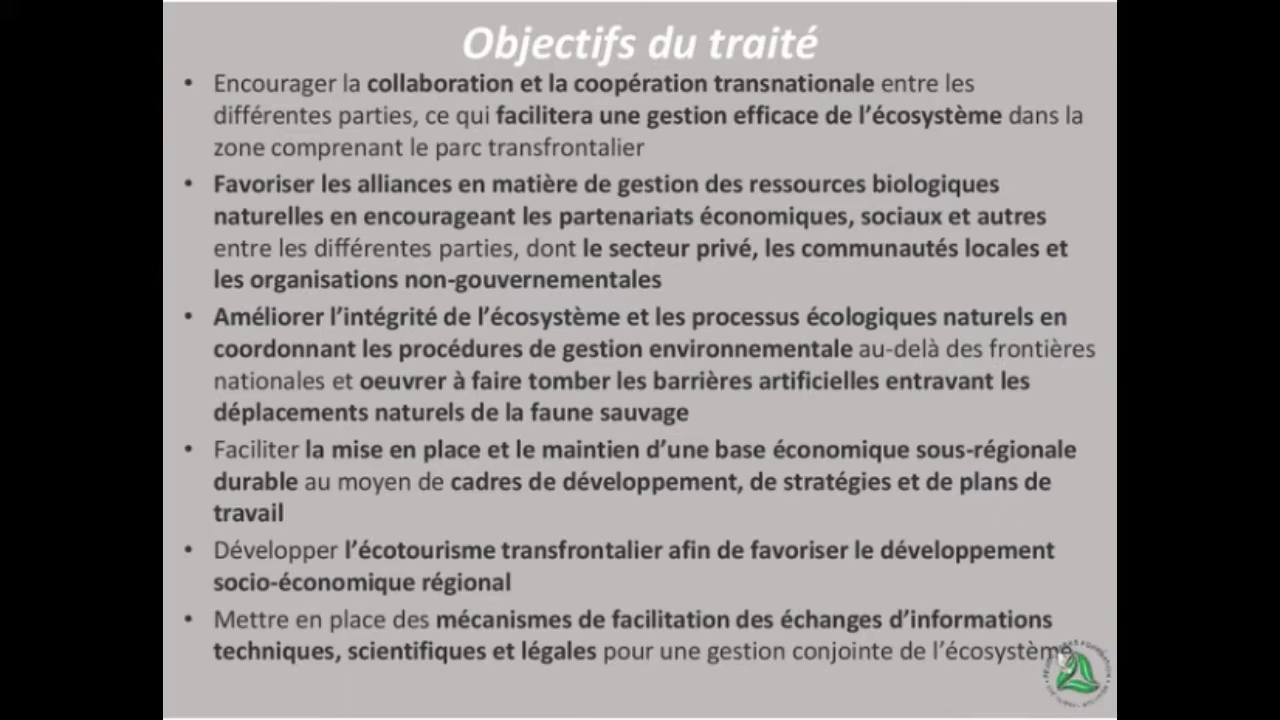 Objectifs du traité
• Encourager la collaboration et la coopération transnationale entre les
différentes parties, ce qui facilitera une gestion efficace de l'écosystème dans la
zone comprenant le parc transfrontalier
• Favoriser les alliances en matière de gestion des ressources biologiques
naturelles en encourageant les partenariats économiques, sociaux et autres
entre les différentes parties, dont le secteur privé, les communautés locales et
les organisations non-gouvernementales
• Améliorer l'intégrité de l'écosystème et les processus écologiques naturels en
coordonnant les procédures de gestion environnementale au-delà des frontières
nationales et oeuvrer à faire tomber les barrières artificielles entravant les
déplacements naturels de la faune sauvage
• Faciliter la mise en place et le maintien d'une base économique sous-régionale
durable au moyen de cadres de développement, de stratégies et de plans de
travail
• Développer l'écotourisme transfrontalier afin de favoriser le développement
socio-économique régional
• Mettre en place des mécanismes de facilitation des échanges d'informations
techniques, scientifiques et légales pour une gestion conjointe de l'écosystème